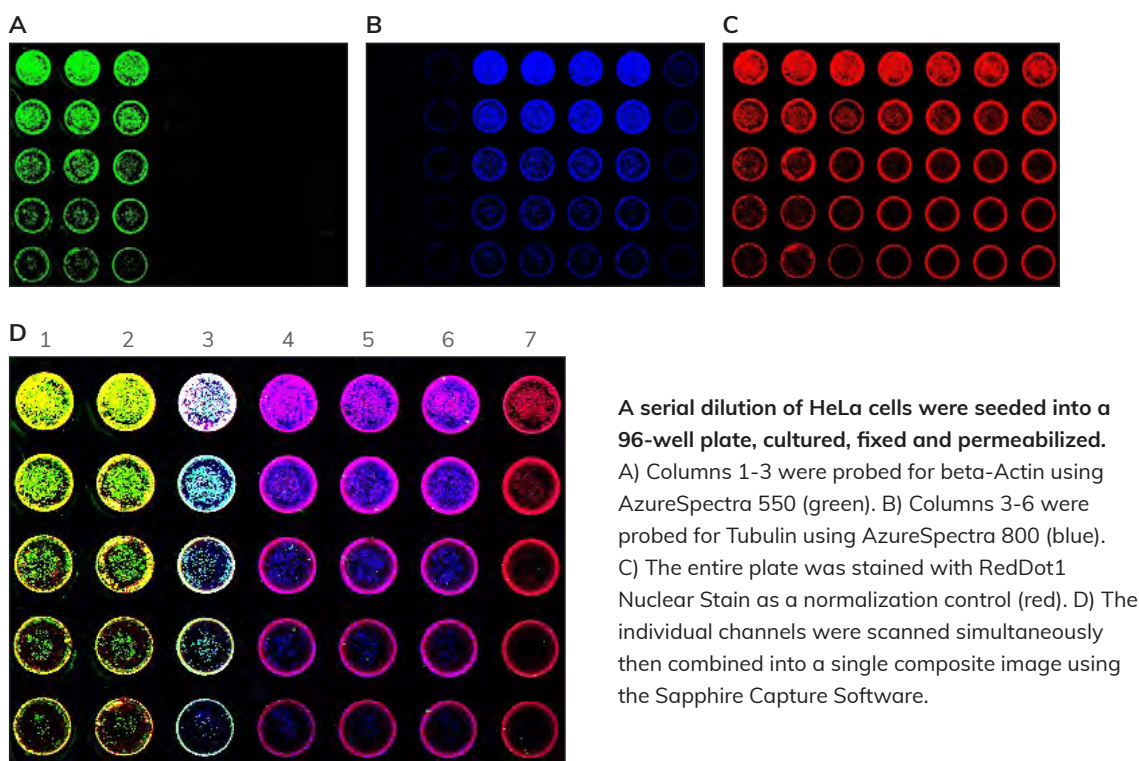 A
B
C
D
1 2 3 4 5 6 7
A serial dilution of HeLa cells were seeded into a
96-well plate, cultured, fixed and permeabilized.
A) Columns 1-3 were probed for beta-Actin using
AzureSpectra 550 (green). B) Columns 3-6 were
probed for Tubulin using AzureSpectra 800 (blue).
C) The entire plate was stained with RedDot1
Nuclear Stain as a normalization control (red). D) The
individual channels were scanned simultaneously
then combined into a single composite image using
the Sapphire Capture Software.